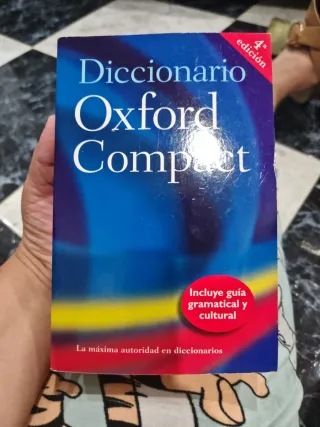 4ª
edición
Diccionario
Oxford
Compact
Incluye guía
gramatical y
cultural
La máxima autoridad en diccionarios